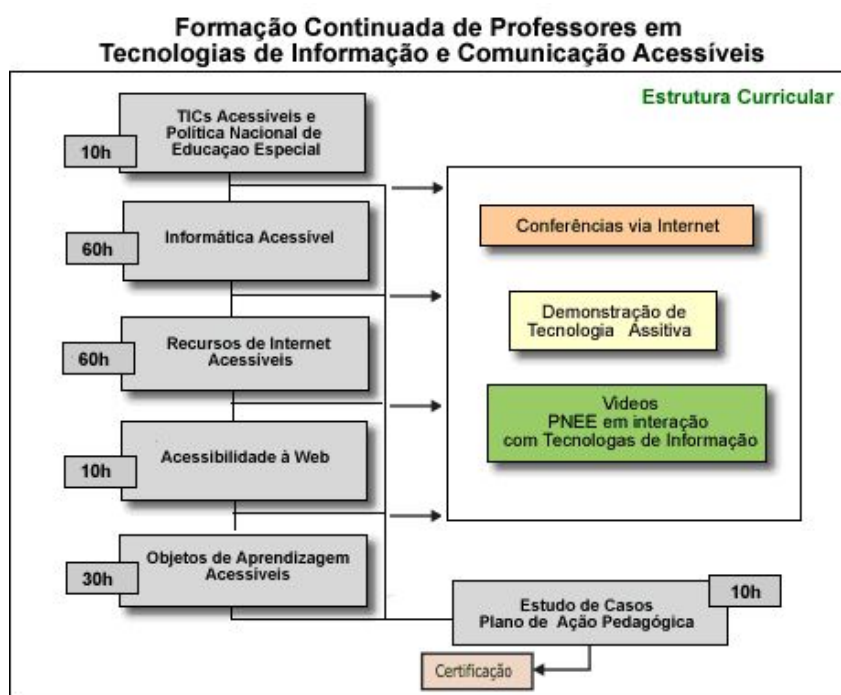 Formação Continuada de Professores em
Tecnologias de Informação e Comunicação Acessíveis
Estrutura Curricular
TICs Acessíveis e
Política Nacional de
Educaçao Especial
10h
Informática Acessível
60h
Recursos de Internet
Acessíveis
60h
Acessibilidade à Web
10h
Objetos de Aprendizagem
Acessíveis
30h
Conferências via Internet
Demonstração de
Tecnologia Assitiva
Videos
PNEE em interação
com Tecnologas de Informação
10h
Estudo de Casos
Plano de Ação Pedagógica
Certificação